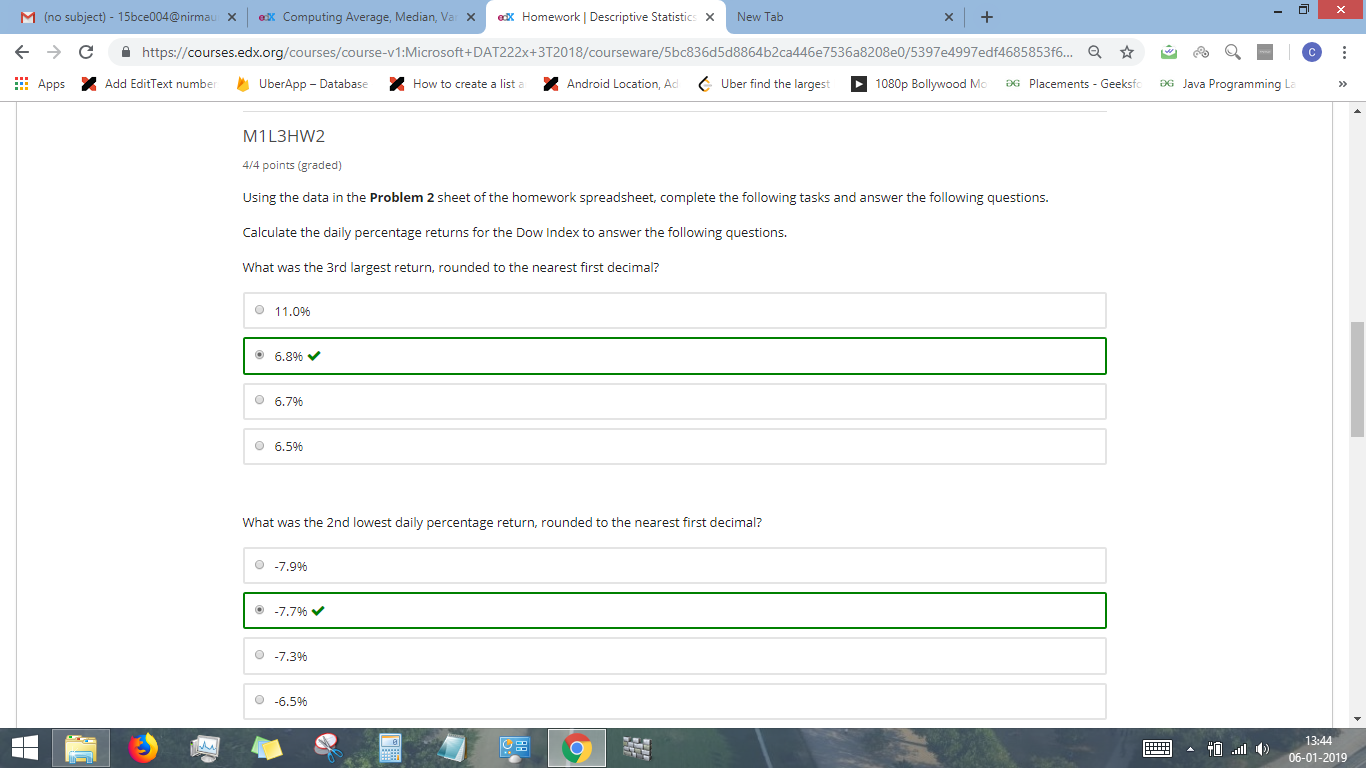 (no subject) - 15bce004@nirmau
Computing Average, Median, Va
Homework | Descriptive Statistics
New Tab
https://courses.edx.org/courses/course-v1:Microsoft+DAT222x+3T2018/courseware/5bc836d5d8864b2ca446e7536a8208e0/5397e4997edf4685853f6...
C
Apps
Add EditText number
UberApp – Database
How to create a list a
Android Location, Ad
Uber find the largest
1080p Bollywood Mo
Placements - Geeksfo
Java Programming La
»
M1L3HW2
4/4 points (graded)
Using the data in the Problem 2 sheet of the homework spreadsheet, complete the following tasks and answer the following questions.
Calculate the daily percentage returns for the Dow Index to answer the following questions.
What was the 3rd largest return, rounded to the nearest first decimal?
11.0%
6.8%
6.7%
6.5%
What was the 2nd lowest daily percentage return, rounded to the nearest first decimal?
-7.9%
-7.7%
-7.3%
-6.5%
13:44
06-01-2019